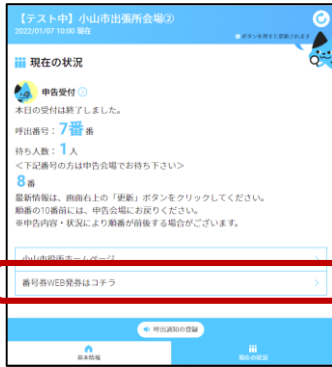 【テスト中】小山市出張所会場②
2022/01/07 10:00 現在
※ボタンを押すと更新されます
現在の状況
申告受付
本日の受付は終了しました。
呼出番号：7番 番
待ち人数：1 人
＜下記番号の方は申告会場でお待ち下さい＞
8 番
最新情報は、画面右上の「更新」ボタンをクリックしてください。
順番の10番前には、申告会場にお戻りください。
※申告内容・状況により順番が前後する場合がございます。
小山市役所ホームページ
番号券WEB発券はコチラ
呼出通知の登録
基本情報
現在の状況